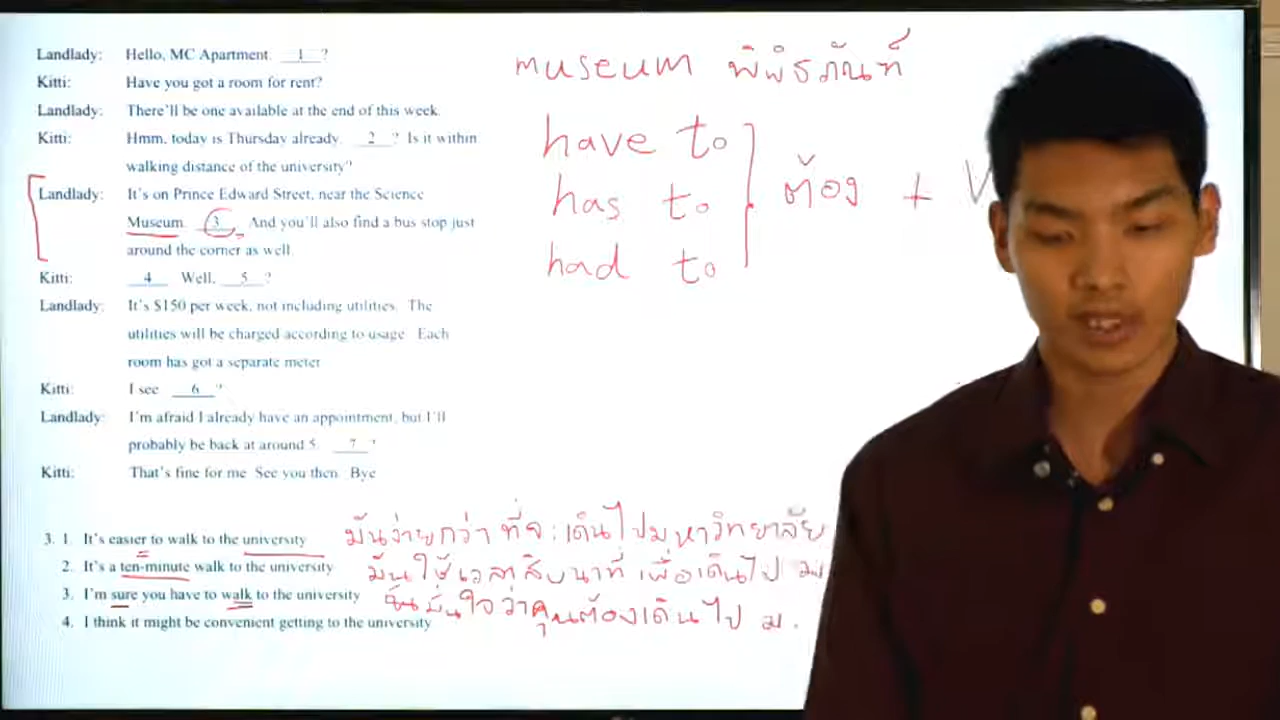 Landlady: Hello, MC Apartment. 1 ?
Kitti: Have you got a room for rent?
Landlady: There'll be one available at the end of this week.
Kitti: Hmm, today is Thursday already. 2 ? Is it within
walking distance of the university?
Landlady: It's on Prince Edward Street, near the Science
Museum. 3 . And you'll also find a bus stop just
around the corner as well.
Kitti: 4 Well, 5 ?
Landlady: It's $150 per week, not including utilities. The
utilities will be charged according to usage. Each
room has got a separate meter.
Kitti: I see. 6 ?
Landlady: I'm afraid I already have an appointment, but I'll
probably be back at around 5. 7 ?
Kitti: That's fine for me. See you then. Bye
museum พิพิธภัณฑ์
have to
has to ต้อง + V
had to
3. 1. It's easier to walk to the university มันง่ายกว่าที่จะเดินไปมหาวิทยาลัย
2. It's a ten-minute walk to the university มันใช้เวลาสิบนาทีเพื่อเดินไป ม
3. I'm sure you have to walk to the university ฉันมั่นใจว่าคุณต้องเดินไป ม.
4. I think it might be convenient getting to the university